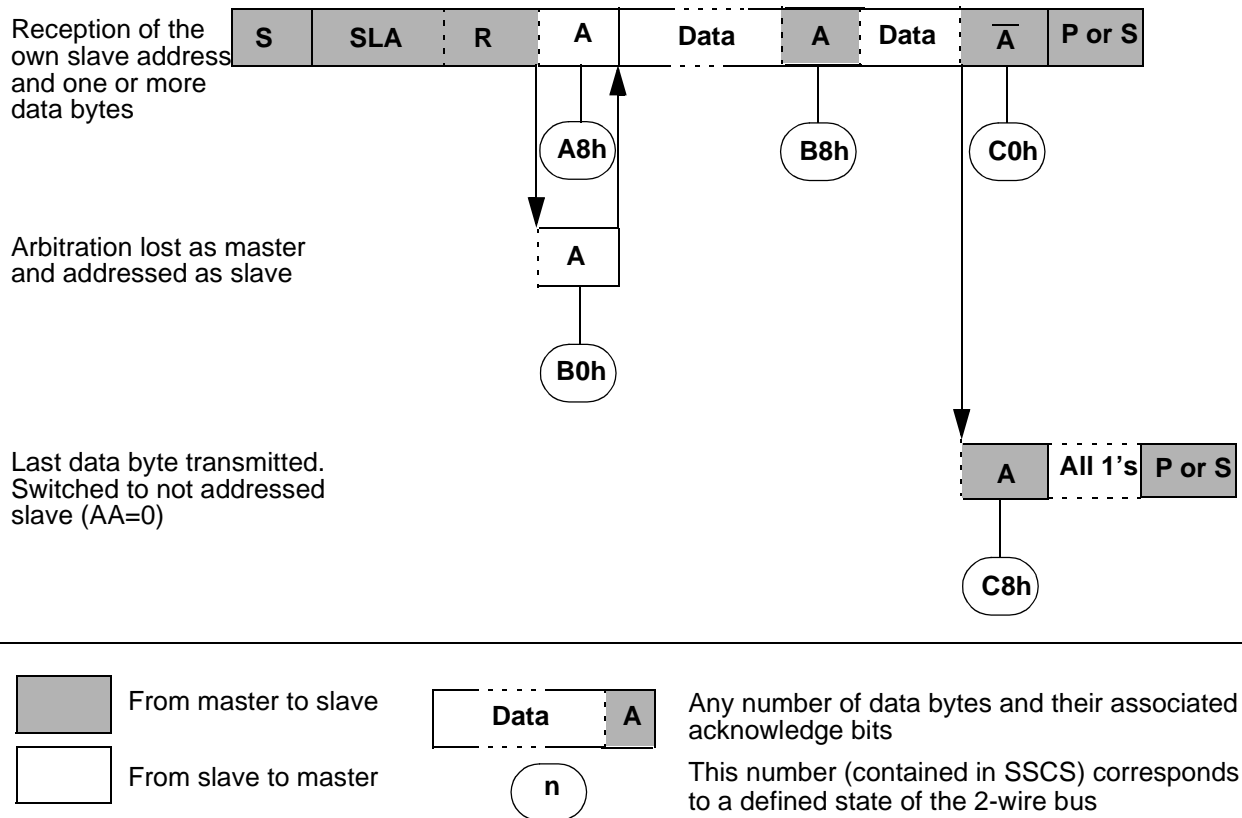 Reception of the
own slave address
and one or more
data bytes
S SLA R A Data A Data A̅ P or S
A8h B8h C0h
Arbitration lost as master
and addressed as slave
A
B0h
Last data byte transmitted.
Switched to not addressed
slave (AA=0)
A All 1's P or S
C8h
From master to slave
From slave to master
Data A
n
Any number of data bytes and their associated
acknowledge bits
This number (contained in SSCS) corresponds
to a defined state of the 2-wire bus